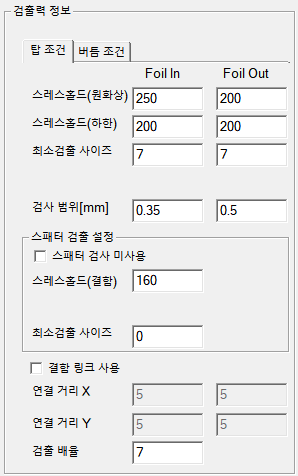 검출력 정보
탑 조건 버듬 조건
Foil In Foil Out
스레스홀드(원화상) 250 200
스레스홀드(하한) 200 200
최소검출 사이즈 7 7
검사 범위[mm] 0.35 0.5
스패터 검출 설정
스패터 검사 미사용
스레스홀드(결함) 160
최소검출 사이즈 0
결함 링크 사용
연결 거리 X 5 5
연결 거리 Y 5 5
검출 배율 7